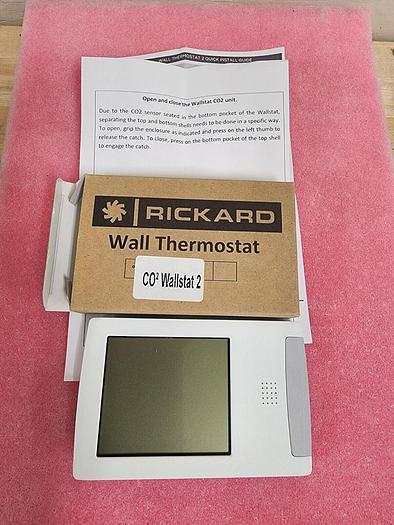 WALL THERMOSTAT 2 QUICK INSTALL GUIDE
Open and close the Wallstat CO2 unit.
Due to the CO2 sensor seated in the bottom pocket of the Wallstat,
separating the top and bottom shells needs to be done in a specific way.
To open, grip the enclosure as indicated and press on the left thumb to
release the catch. To close, press on the bottom pocket of the top shell
to engage the catch.
RICKARD
Wall Thermostat
CO² Wallstat 2